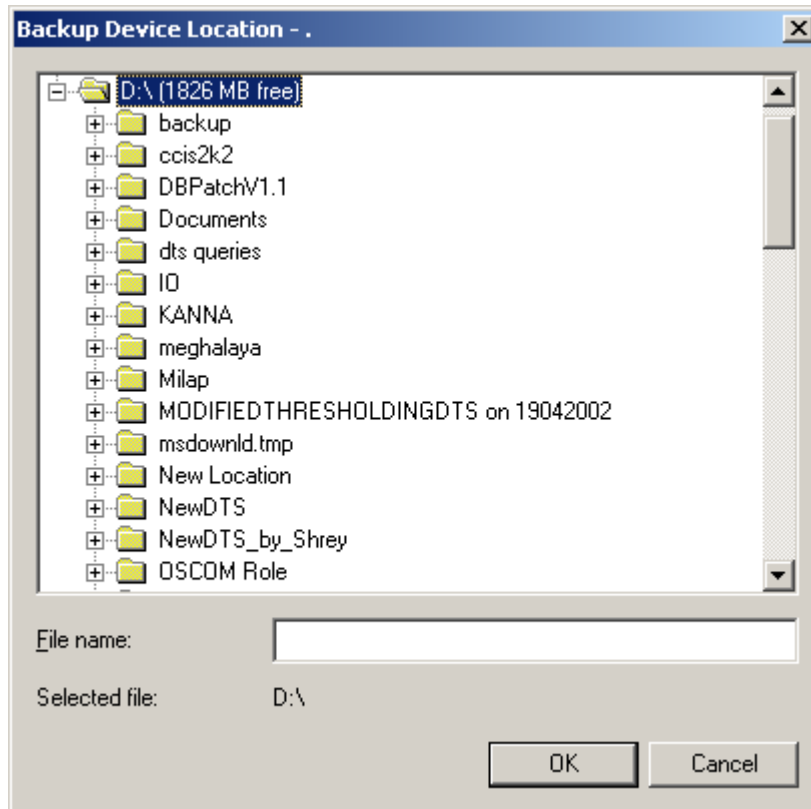 Backup Device Location - .
D:\ (1826 MB free)
backup
ccis2k2
DBPatchV1.1
Documents
dts queries
IO
KANNA
meghalaya
Milap
MODIFIEDTHRESHOLDINGDTS on 19042002
msdownld.tmp
New Location
NewDTS
NewDTS_by_Shrey
OSCOM Role
File name:
Selected file: D:\
OK Cancel